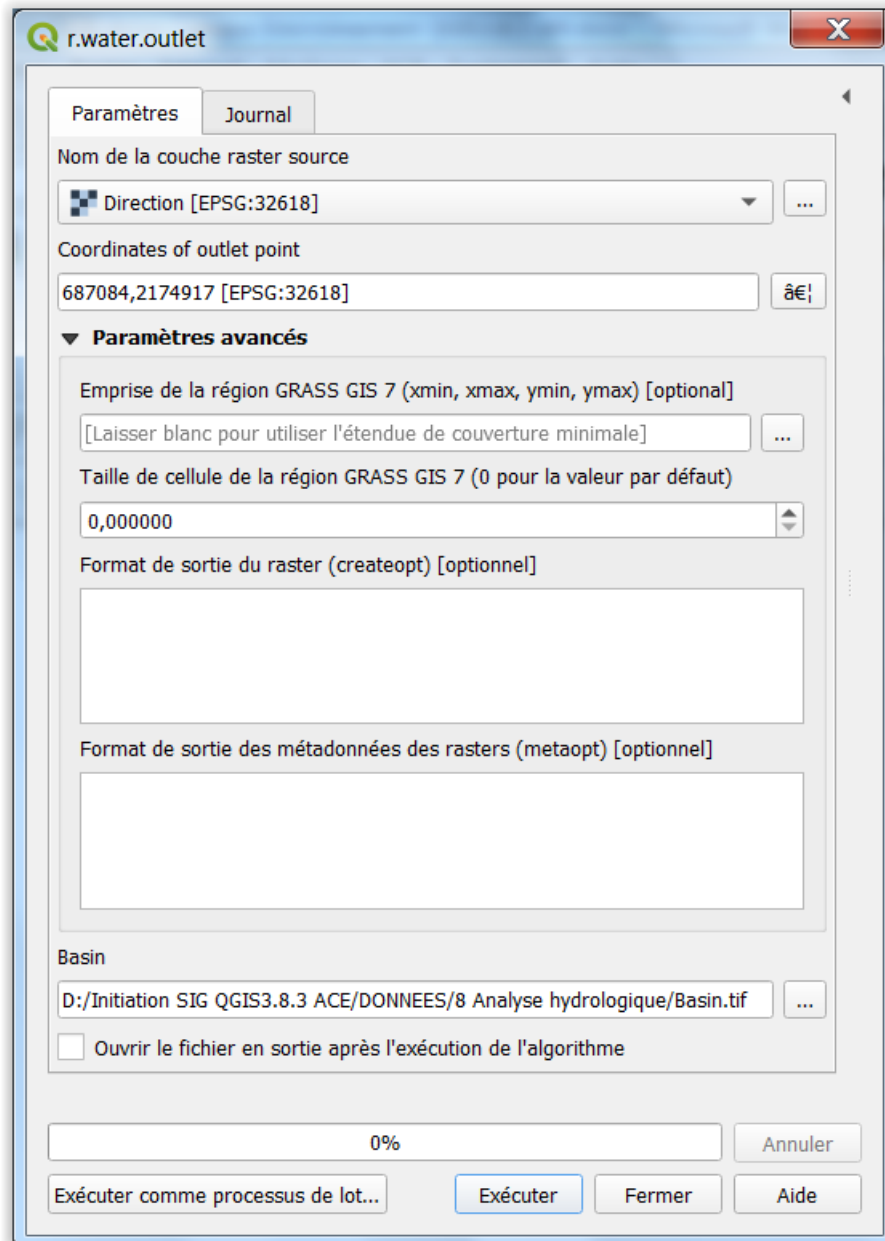 r.water.outlet
Paramètres
Journal
Nom de la couche raster source
Direction [EPSG:32618]
...
Coordinates of outlet point
687084,2174917 [EPSG:32618]
â€¦
Paramètres avancés
Emprise de la région GRASS GIS 7 (xmin, xmax, ymin, ymax) [optional]
[Laisser blanc pour utiliser l'étendue de couverture minimale]
...
Taille de cellule de la région GRASS GIS 7 (0 pour la valeur par défaut)
0,000000
Format de sortie du raster (createopt) [optionnel]
Format de sortie des métadonnées des rasters (metaopt) [optionnel]
Basin
D:/Initiation SIG QGIS3.8.3 ACE/DONNEES/8 Analyse hydrologique/Basin.tif
...
Ouvrir le fichier en sortie après l'exécution de l'algorithme
0%
Annuler
Exécuter comme processus de lot...
Exécuter
Fermer
Aide